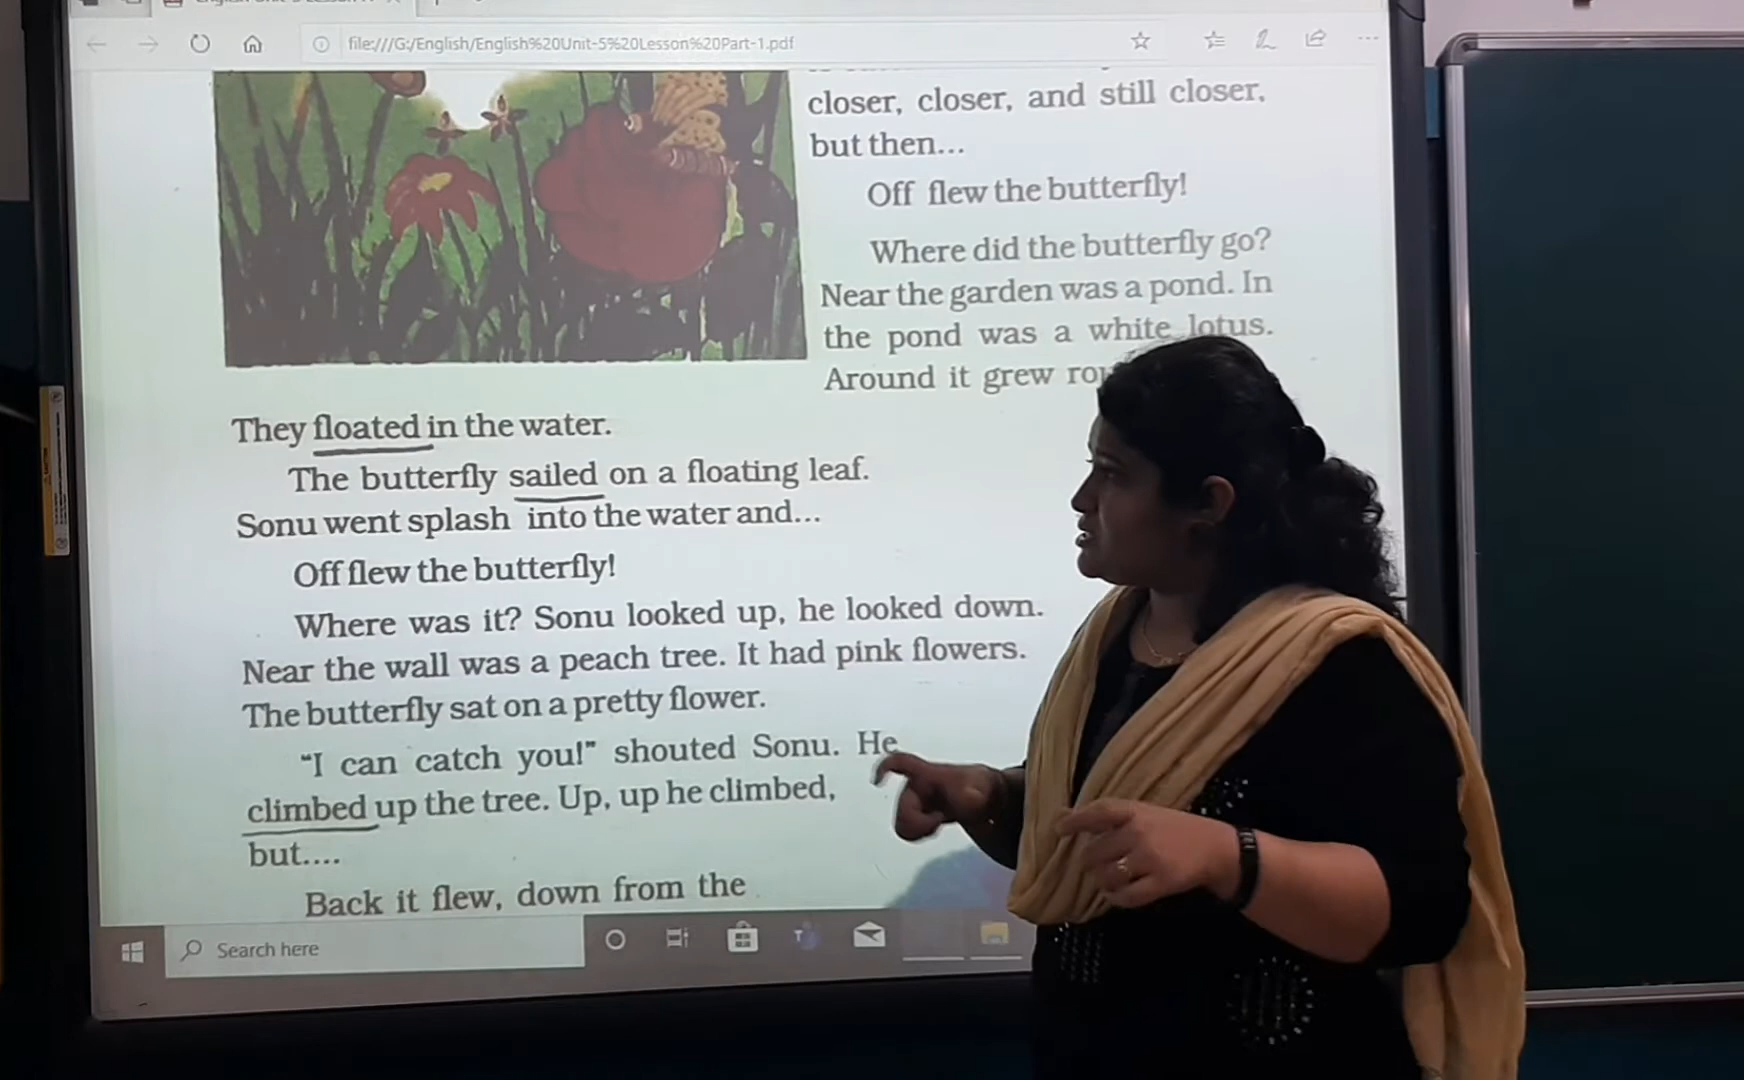 file:///G:/English/English%20Unit-5%20Lesson%20Part-1.pdf
closer, closer, and still closer,
but then...
Off flew the butterfly!
Where did the butterfly go?
Near the garden was a pond. In
the pond was a white lotus.
Around it grew
They floated in the water.
The butterfly sailed on a floating leaf.
Sonu went splash into the water and...
Off flew the butterfly!
Where was it? Sonu looked up, he looked down.
Near the wall was a peach tree. It had pink flowers.
The butterfly sat on a pretty flower.
“I can catch you!” shouted Sonu. He
climbed up the tree. Up, up he climbed,
but....
Back it flew, down from the
Search here